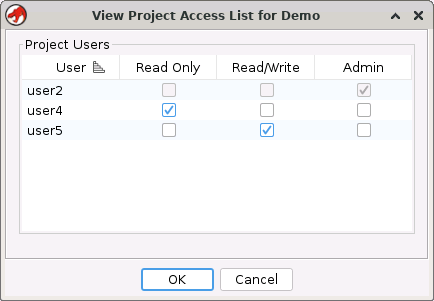 View Project Access List for Demo
Project Users
User Read Only Read/Write Admin
user2
user4
user5
OK Cancel